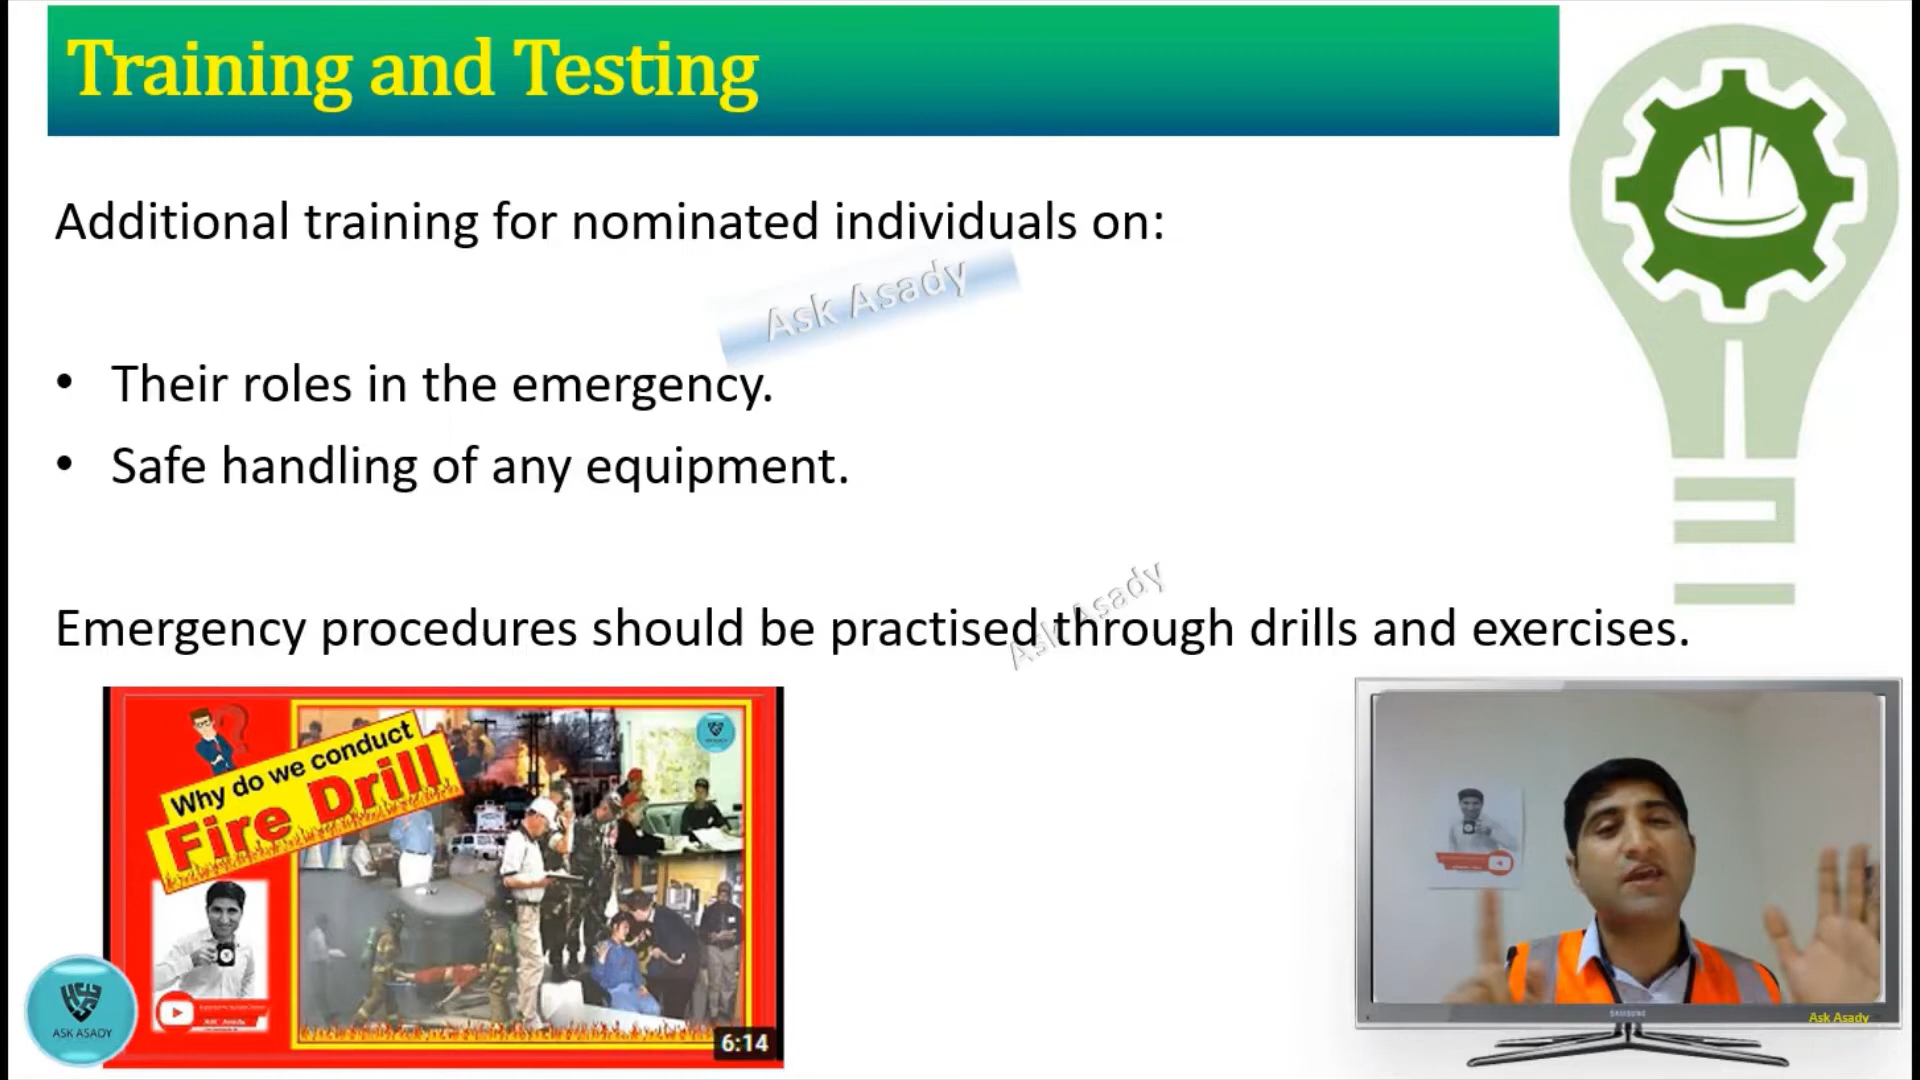 Training and Testing
Additional training for nominated individuals on:
Ask Asady
• Their roles in the emergency.
• Safe handling of any equipment.
Ask Asady
Emergency procedures should be practised through drills and exercises.
Why do we conduct
Fire Drill
6:14
ASK ASADY
SAMSUNG
Ask Asady